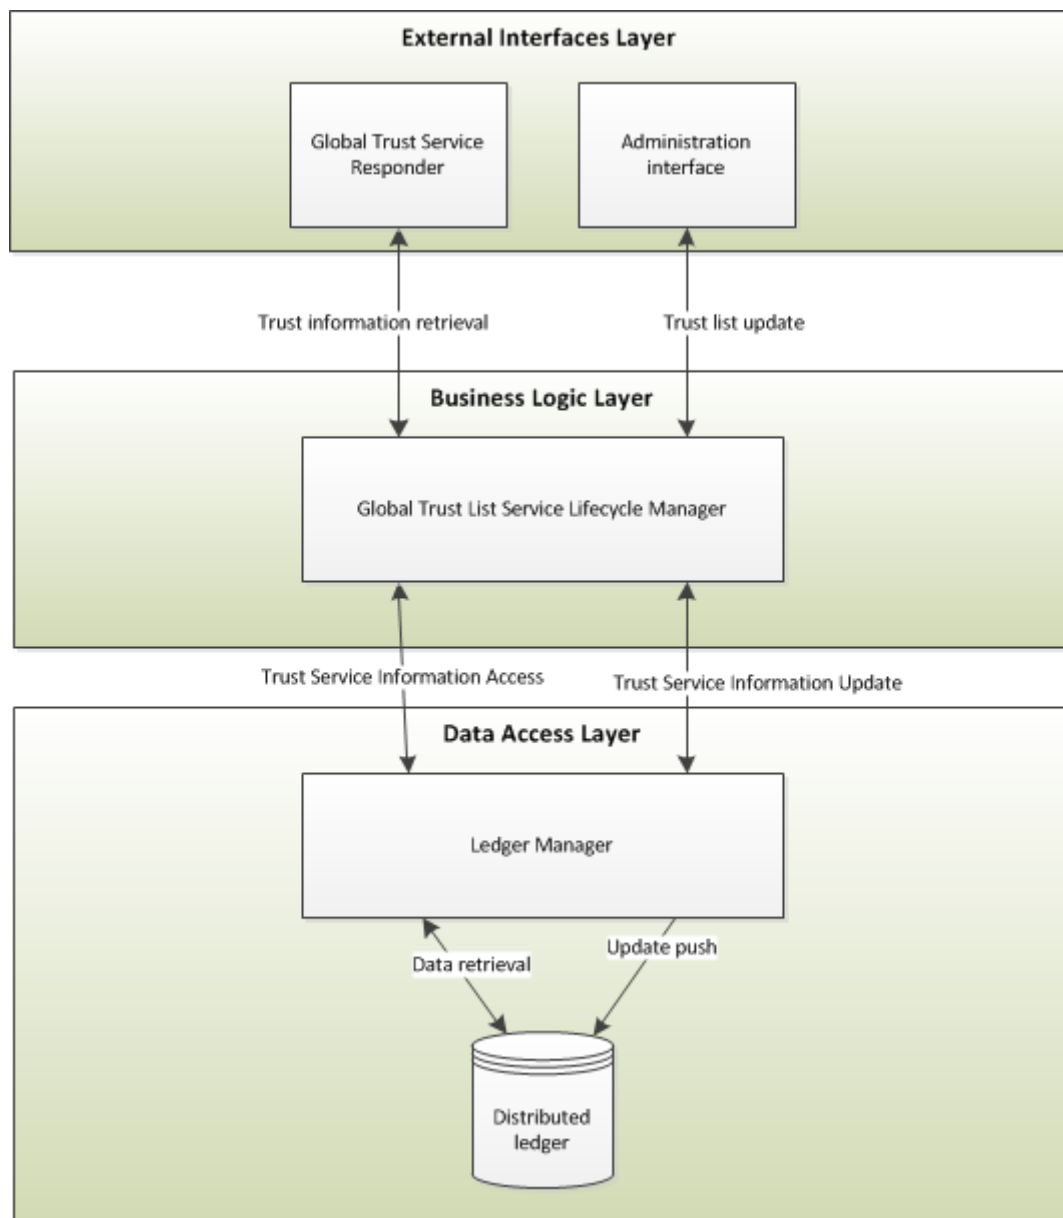 External Interfaces Layer
Global Trust Service
Responder
Administration
interface
Trust information retrieval
Trust list update
Business Logic Layer
Global Trust List Service Lifecycle Manager
Trust Service Information Access
Trust Service Information Update
Data Access Layer
Ledger Manager
Update push
Data retrieval
Distributed
ledger